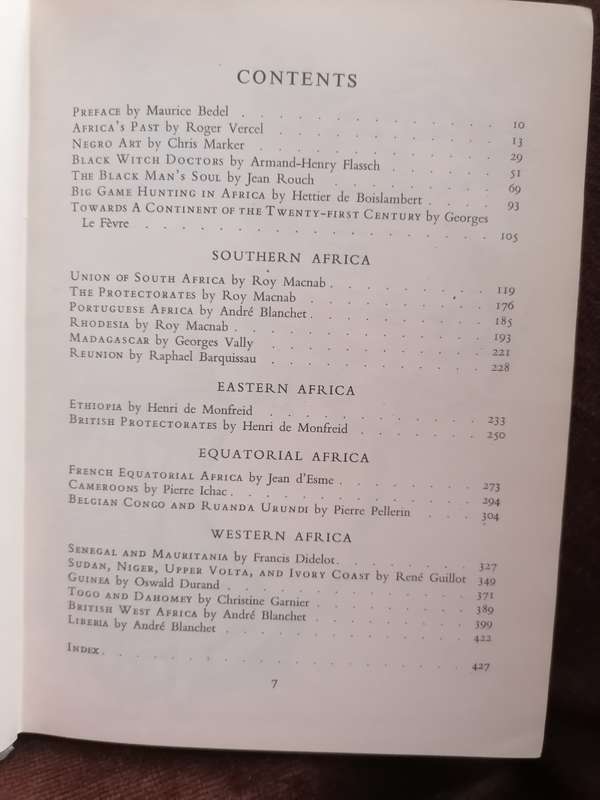 CONTENTS
PREFACE by Maurice Bedel . . . . . . . . . . . . . 10
AFRICA'S PAST by Roger Vercel . . . . . . . . . . . 13
NEGRO ART by Chris Marker . . . . . . . . . . . . 29
BLACK WITCH DOCTORS by Armand-Henry Flassch . . . . . . 51
THE BLACK MAN'S SOUL by Jean Rouch . . . . . . . . . 69
BIG GAME HUNTING IN AFRICA by Hettier de Boislambert . . . . 93
TOWARDS A CONTINENT OF THE TWENTY-FIRST CENTURY by Georges
Le Fèvre . . . . . . . . . . . . . . . . . 105
SOUTHERN AFRICA
UNION OF SOUTH AFRICA by Roy Macnab . . . . . . . . 119
THE PROTECTORATES by Roy Macnab . . . . . . . . . 176
PORTUGUESE AFRICA by André Blanchet . . . . . . . . . 185
RHODESIA by Roy Macnab . . . . . . . . . . . . 193
MADAGASCAR by Georges Vally . . . . . . . . . . . 221
REUNION by Raphael Barquissau . . . . . . . . . . . 228
EASTERN AFRICA
ETHIOPIA by Henri de Monfreid . . . . . . . . . . . 233
BRITISH PROTECTORATES by Henri de Monfreid . . . . . . . 250
EQUATORIAL AFRICA
FRENCH EQUATORIAL AFRICA by Jean d'Esme . . . . . . . 273
CAMEROONS by Pierre Ichac . . . . . . . . . . . . 294
BELGIAN CONGO AND RUANDA URUNDI by Pierre Pellerin . . . 304
WESTERN AFRICA
SENEGAL AND MAURITANIA by Francis Didelot . . . . . . . 327
SUDAN, NIGER, UPPER VOLTA, AND IVORY COAST by René Guillot 349
GUINEA by Oswald Durand . . . . . . . . . . . . 371
TOGO AND DAHOMEY by Christine Garnier . . . . . . . . 389
BRITISH WEST AFRICA by André Blanchet . . . . . . . . 399
LIBERIA by André Blanchet . . . . . . . . . . . . 422
INDEX . . . . . . . . . . . . . . . . . . 427
7